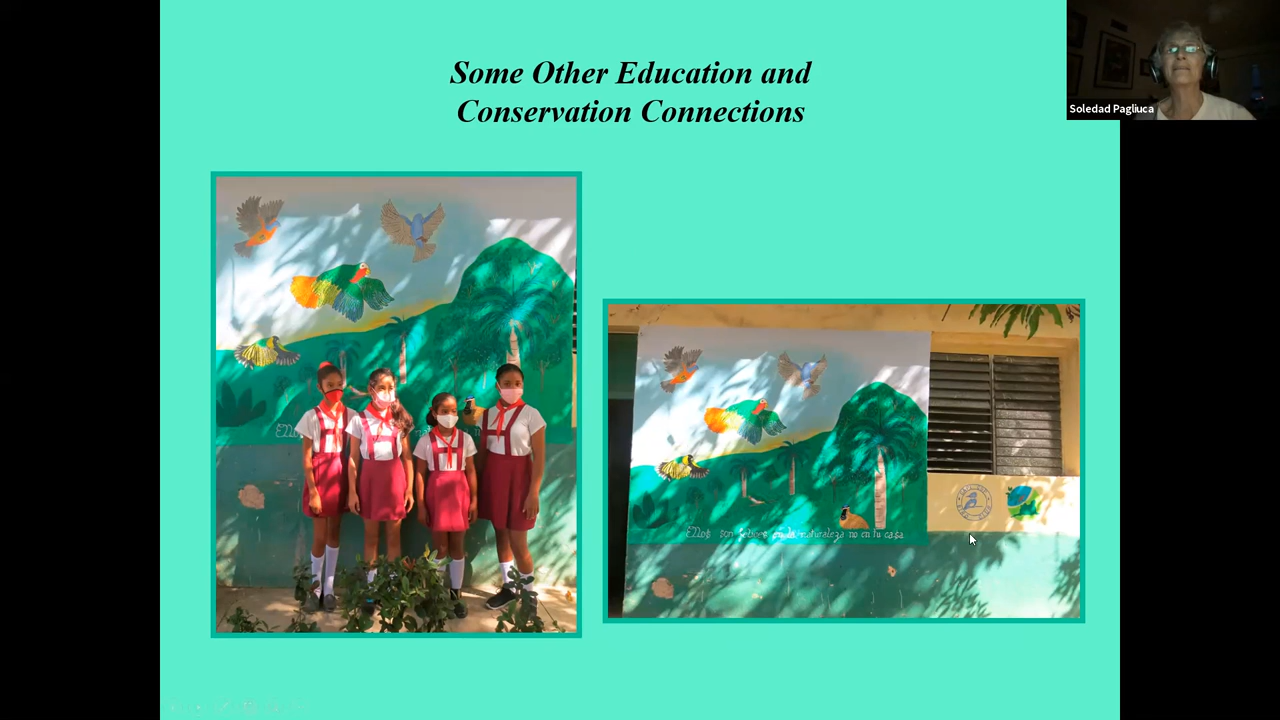 Some Other Education and
Conservation Connections
Soledad Pagliuca
Ellos son felices en la naturaleza no en tu casa